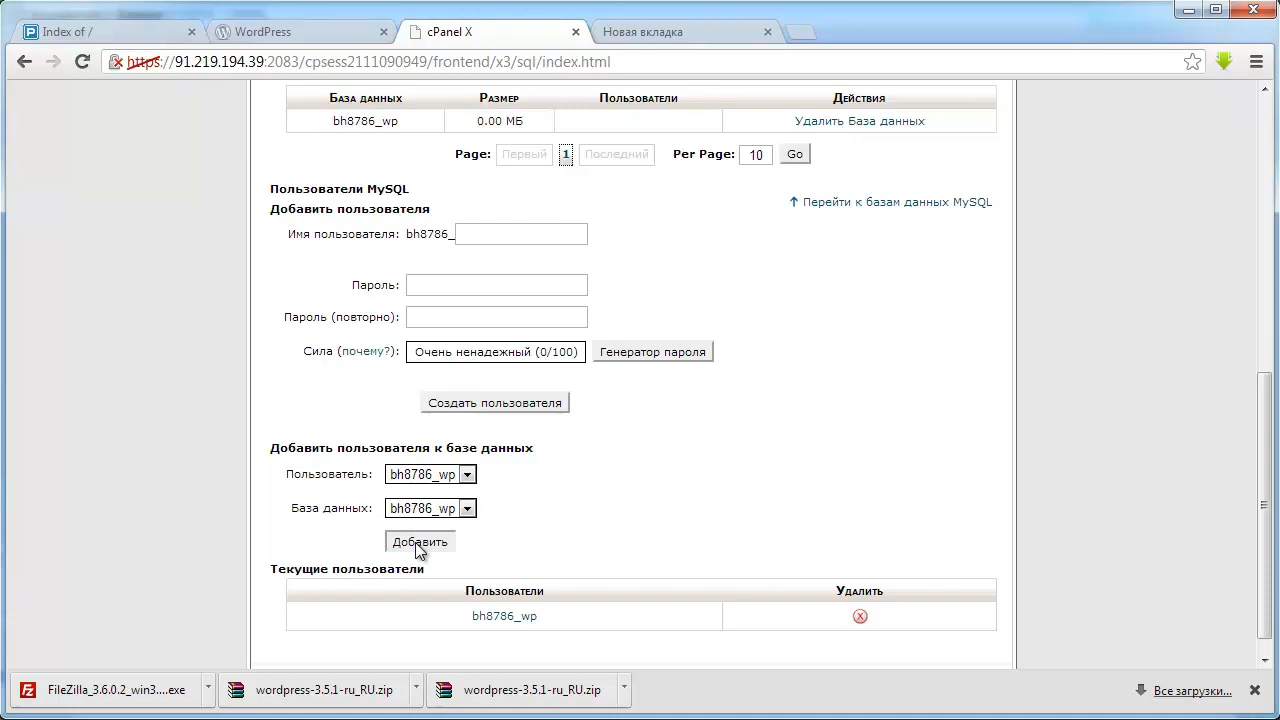 Index of
WordPress
cPanel X
Новая вкладка
https://91.219.194.39:2083/cpsess2111090949/frontend/x3/sql/index.html
База данных Размер Пользователи Действия
bh8786_wp 0.00 МБ Удалить База данных
Page: Первый 1 Последний Per Page: 10 Go
Пользователи MySQL
Перейти к базам данных MySQL
Добавить пользователя
Имя пользователя: bh8786_
Пароль:
Пароль (повторно):
Сила (почему?): Очень ненадежный (0/100) Генератор пароля
Создать пользователя
Добавить пользователя к базе данных
Пользователь: bh8786_wp
База данных: bh8786_wp
Добавить
Текущие пользователи
Пользователи Удалить
bh8786_wp
FileZilla_3.6.0.2_win3....exe wordpress-3.5.1-ru_RU.zip wordpress-3.5.1-ru_RU.zip Все загрузки...